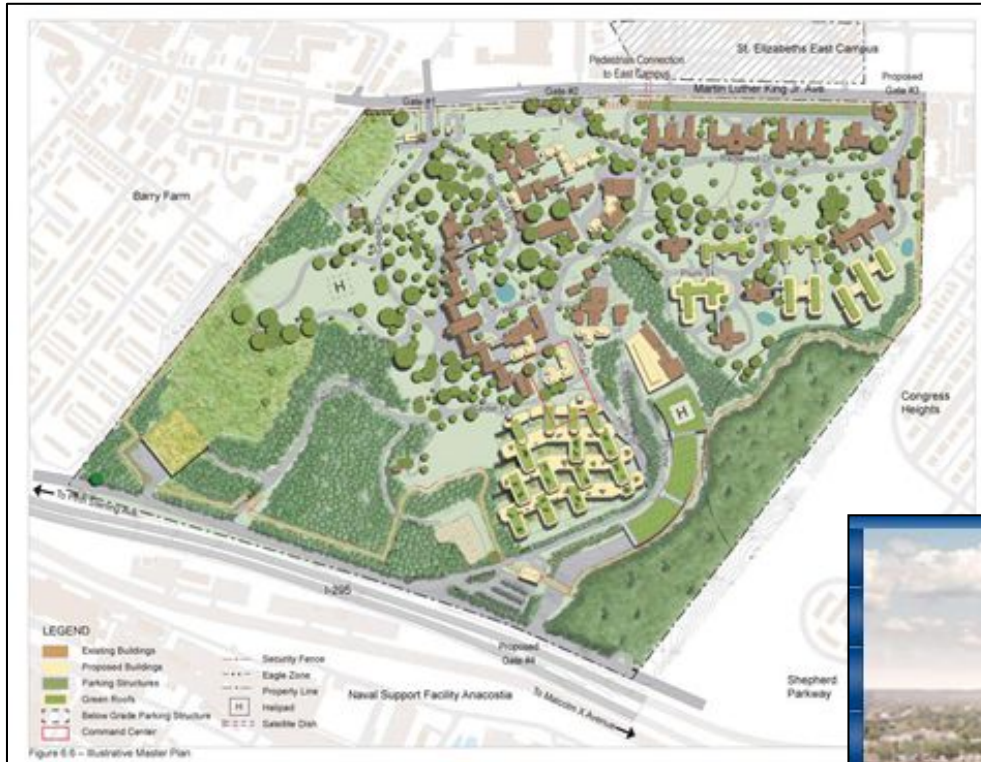 St. Elizabeths East Campus
Pedestrian Connection
to East Campus
Martin Luther King Jr. Ave.
Proposed
Gate #3
Gate #1
Gate #2
Barry Farm
H
H
Congress
Heights
I-295
Proposed
Gate #4
Shepherd
Parkway
Naval Support Facility Anacostia
To Malcolm X Avenue
LEGEND
Existing Buildings
Proposed Buildings
Parking Structures
Green Roofs
Below Grade Parking Structure
Command Center
Security Fence
Eagle Zone
Property Line
H
Helipad
Satellite Dish
Figure 6.6 – Illustrative Master Plan